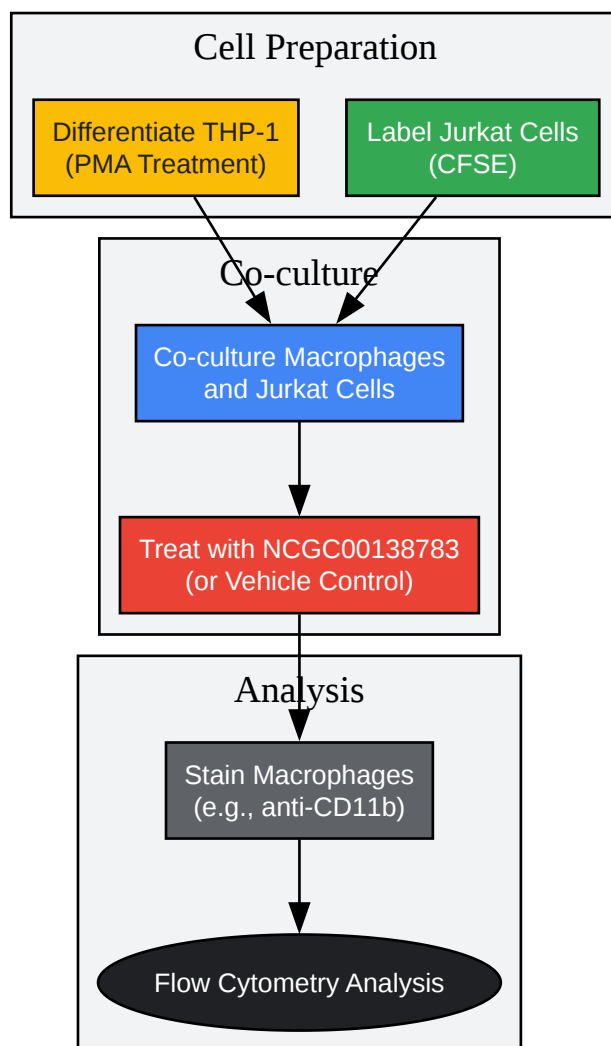 Cell Preparation
Differentiate THP-1
(PMA Treatment)
Label Jurkat Cells
(CFSE)
Co-culture
Co-culture Macrophages
and Jurkat Cells
Treat with NCGC00138783
(or Vehicle Control)
Analysis
Stain Macrophages
(e.g., anti-CD11b)
Flow Cytometry Analysis